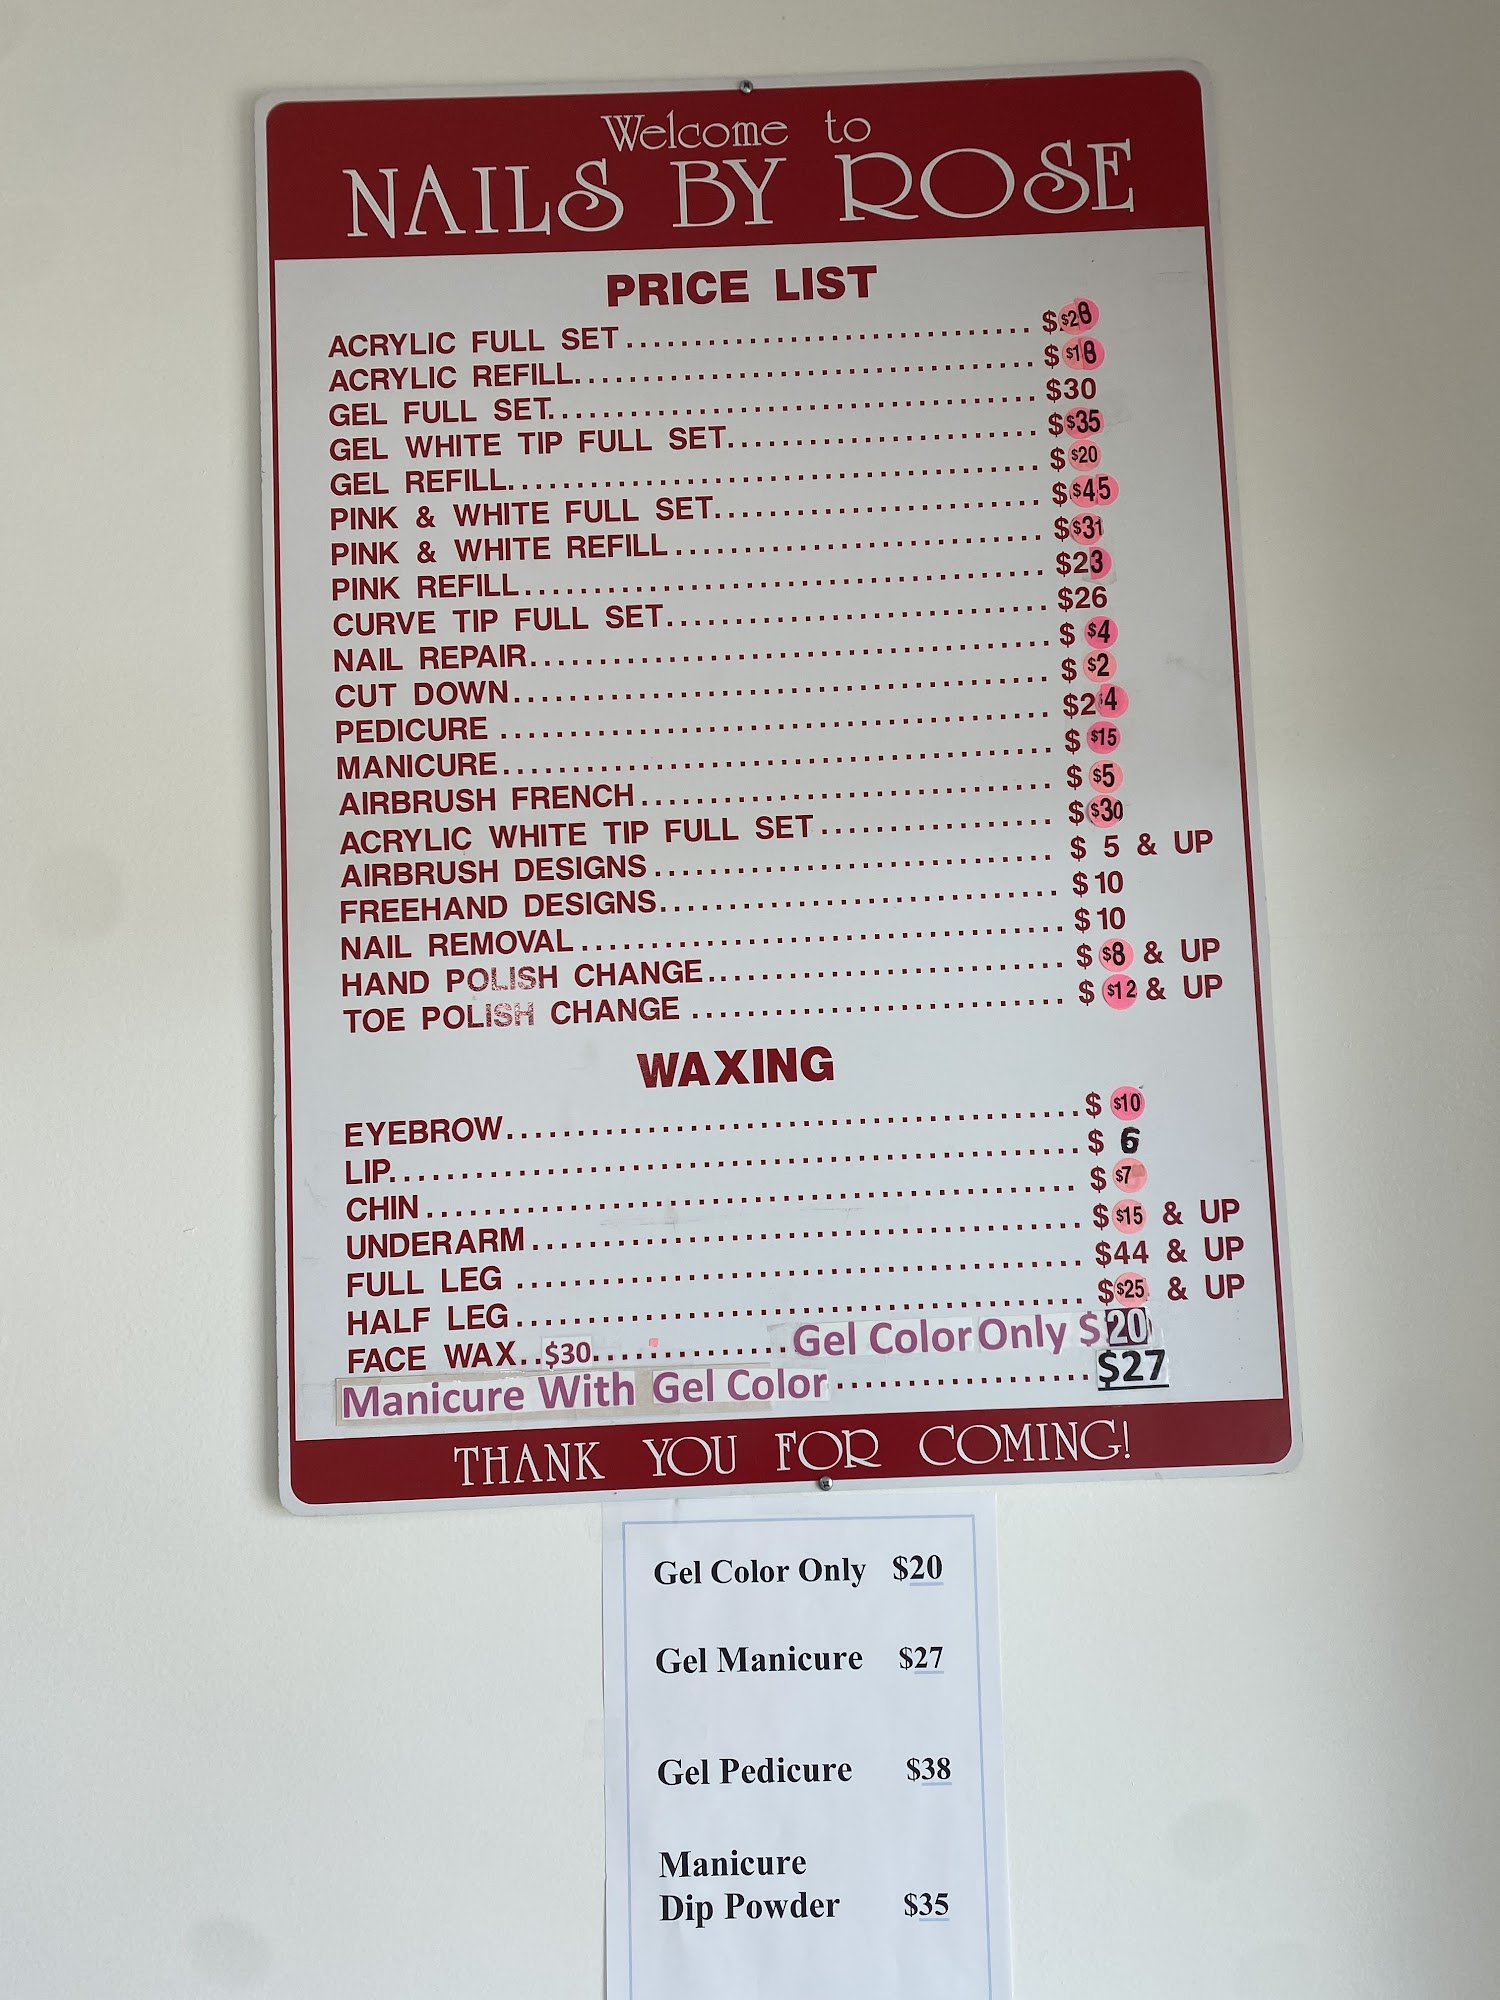 Welcome to
NAILS BY ROSE
PRICE LIST
ACRYLIC FULL SET.............................. $.$28
ACRYLIC REFILL................................. $ $18
GEL FULL SET................................... $30
GEL WHITE TIP FULL SET...................... $$35
GEL REFILL...................................... $ $20
PINK & WHITE FULL SET....................... $$45
PINK & WHITE REFILL.......................... $$31
PINK REFILL..................................... $23
CURVE TIP FULL SET........................... $26
NAIL REPAIR..................................... $ $4
CUT DOWN....................................... $ $2
PEDICURE ....................................... $24
MANICURE....................................... $ $15
AIRBRUSH FRENCH............................. $ $5
ACRYLIC WHITE TIP FULL SET................. $$30
AIRBRUSH DESIGNS............................. $ 5 & UP
FREEHAND DESIGNS............................ $ 10
NAIL REMOVAL.................................. $ 10
HAND POLISH CHANGE......................... $ $8 & UP
TOE POLISH CHANGE .......................... $ $12 & UP
WAXING
EYEBROW......................................... $ $10
LIP................................................. $ 6
CHIN.............................................. $ $7
UNDERARM....................................... $ $15 & UP
FULL LEG ........................................ $44 & UP
HALF LEG........................................ $$25 & UP
FACE WAX..$30..............Gel Color Only $20
Manicure With Gel Color.................. $27
THANK YOU FOR COMING!
Gel Color Only $20
Gel Manicure $27
Gel Pedicure $38
Manicure
Dip Powder $35